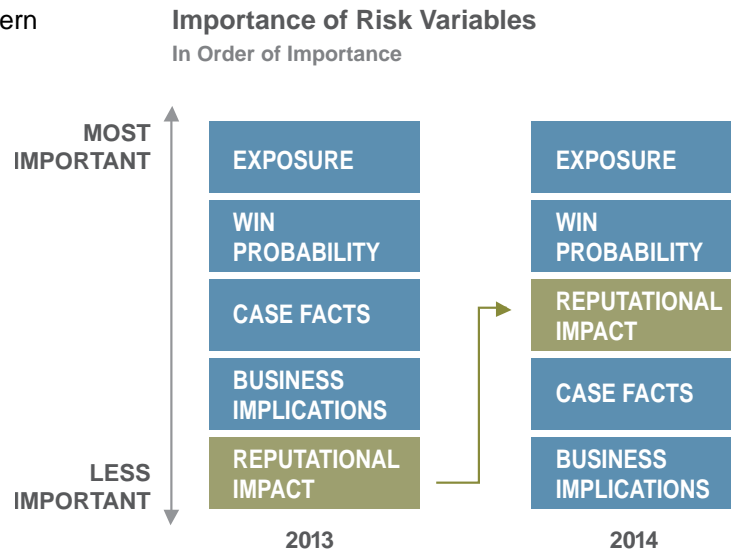 ern
Importance of Risk Variables
In Order of Importance
MOST
IMPORTANT
EXPOSURE
WIN
PROBABILITY
CASE FACTS
BUSINESS
IMPLICATIONS
REPUTATIONAL
IMPACT
LESS
IMPORTANT
2013
EXPOSURE
WIN
PROBABILITY
REPUTATIONAL
IMPACT
CASE FACTS
BUSINESS
IMPLICATIONS
2014